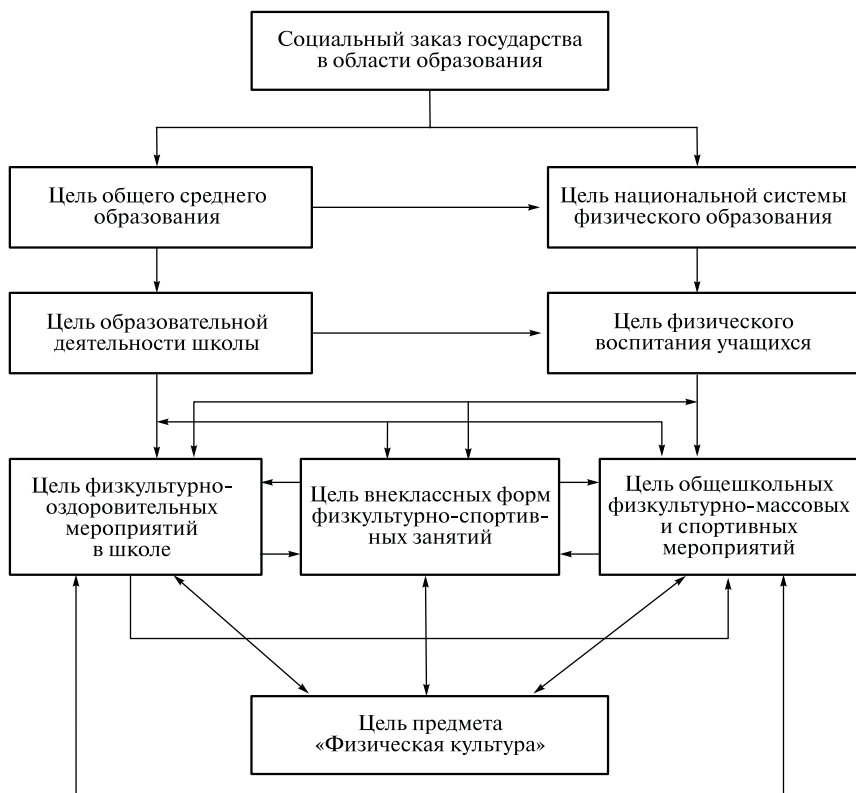 Социальный заказ государства
в области образования
Цель общего среднего
образования
Цель национальной системы
физического образования
Цель образовательной
деятельности школы
Цель физического
воспитания учащихся
Цель физкультурно-
оздоровительных
мероприятий
в школе
Цель внеклассных форм
физкультурно-спортив-
ных занятий
Цель общешкольных
физкультурно-массовых
и спортивных
мероприятий
Цель предмета
«Физическая культура»